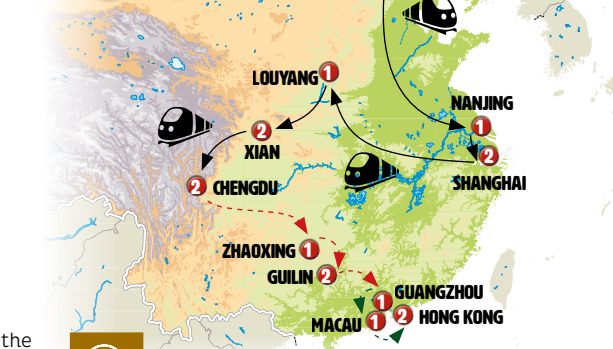 LOUYANG 1
NANJING
1
2
XIAN
2
SHANGHAI
2 CHENGDU
ZHAOXING 1
GUILIN 2
GUANGZHOU
1
MACAU 1
2 HONG KONG
the